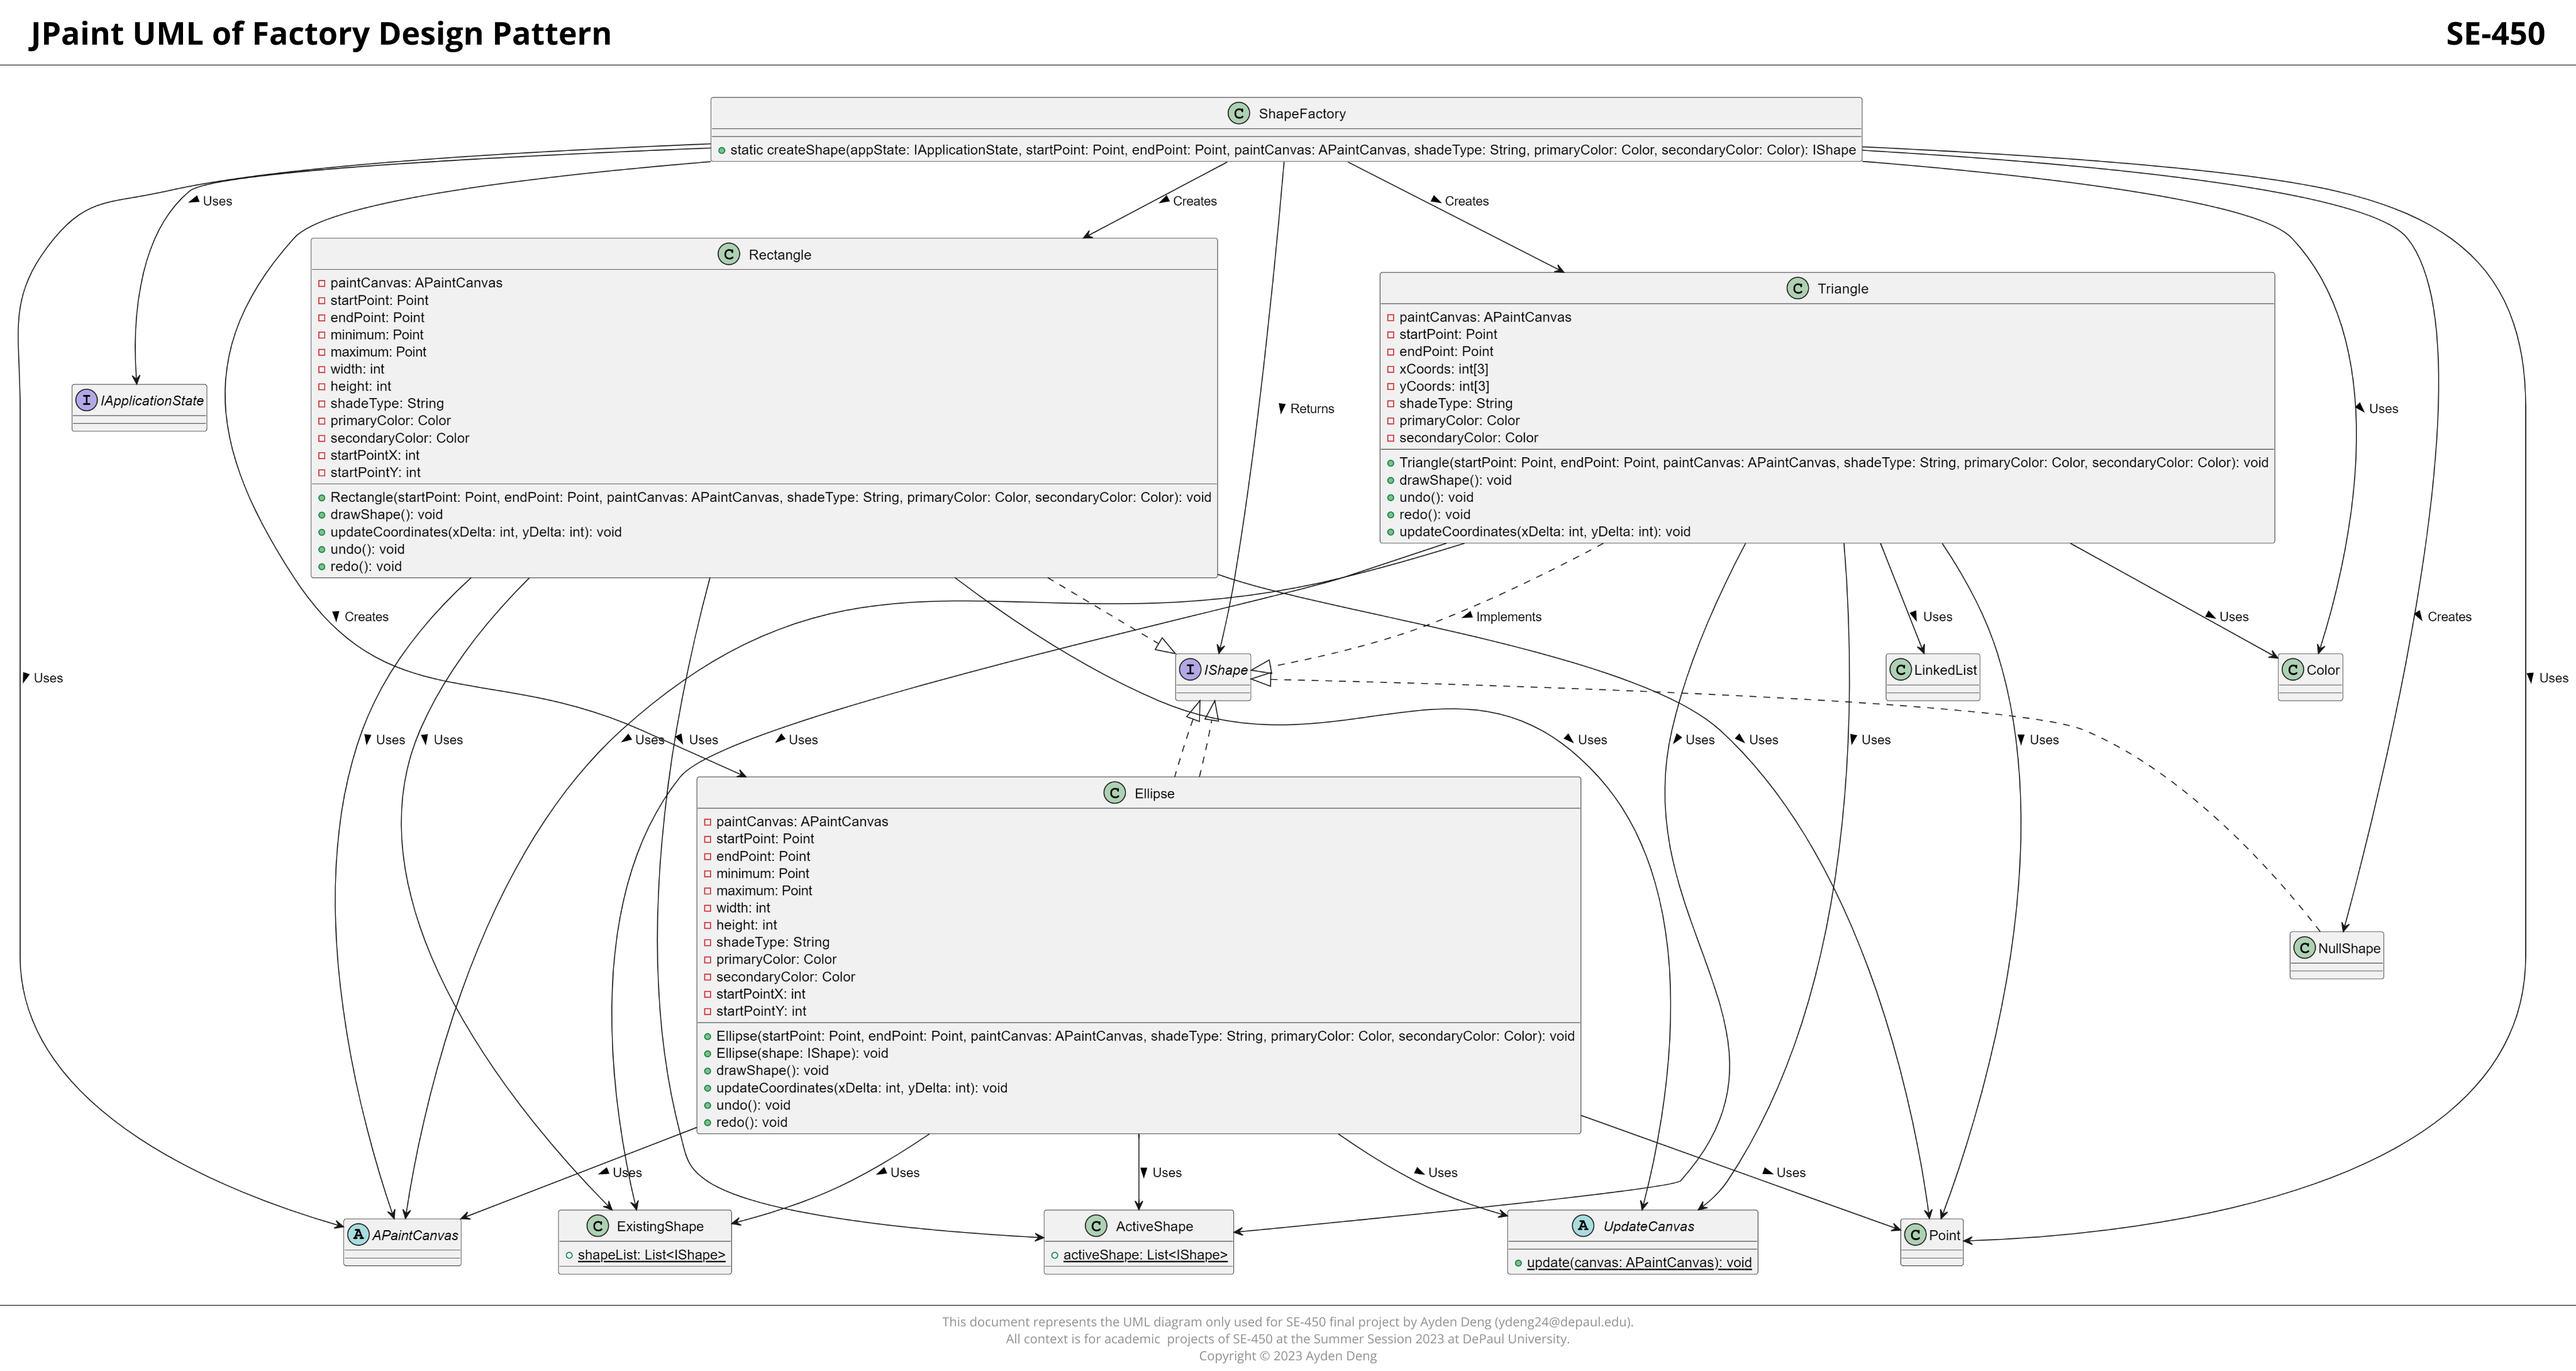 JPaint UML of Factory Design Pattern
SE-450
C ShapeFactory
static createShape(appState: IApplicationState, startPoint: Point, endPoint: Point, paintCanvas: APaintCanvas, shadeType: String, primaryColor: Color, secondaryColor: Color): IShape
Uses
Creates
Creates
C Rectangle
paintCanvas: APaintCanvas
startPoint: Point
endPoint: Point
minimum: Point
maximum: Point
width: int
height: int
shadeType: String
primaryColor: Color
secondaryColor: Color
startPointX: int
startPointY: int
Rectangle(startPoint: Point, endPoint: Point, paintCanvas: APaintCanvas, shadeType: String, primaryColor: Color, secondaryColor: Color): void
drawShape(): void
updateCoordinates(xDelta: int, yDelta: int): void
undo(): void
redo(): void
C Triangle
paintCanvas: APaintCanvas
startPoint: Point
endPoint: Point
xCoords: int[3]
yCoords: int[3]
shadeType: String
primaryColor: Color
secondaryColor: Color
Triangle(startPoint: Point, endPoint: Point, paintCanvas: APaintCanvas, shadeType: String, primaryColor: Color, secondaryColor: Color): void
drawShape(): void
undo(): void
redo(): void
updateCoordinates(xDelta: int, yDelta: int): void
I IApplicationState
Returns
Uses
Creates
Implements
Uses
Uses
Creates
Uses
I IShape
C LinkedList
C Color
Uses
Uses
Uses
Uses
Uses
Uses
Uses
Uses
Uses
Uses
Uses
Uses
C Ellipse
paintCanvas: APaintCanvas
startPoint: Point
endPoint: Point
minimum: Point
maximum: Point
width: int
height: int
shadeType: String
primaryColor: Color
secondaryColor: Color
startPointX: int
startPointY: int
Ellipse(startPoint: Point, endPoint: Point, paintCanvas: APaintCanvas, shadeType: String, primaryColor: Color, secondaryColor: Color): void
Ellipse(shape: IShape): void
drawShape(): void
updateCoordinates(xDelta: int, yDelta: int): void
undo(): void
redo(): void
C NullShape
Uses
Uses
Uses
Uses
Uses
A APaintCanvas
C ExistingShape
shapeList: List<IShape>
C ActiveShape
activeShape: List<IShape>
A UpdateCanvas
update(canvas: APaintCanvas): void
C Point
This document represents the UML diagram only used for SE-450 final project by Ayden Deng (ydeng24@depaul.edu).
All context is for academic  projects of SE-450 at the Summer Session 2023 at DePaul University.
Copyright © 2023 Ayden Deng